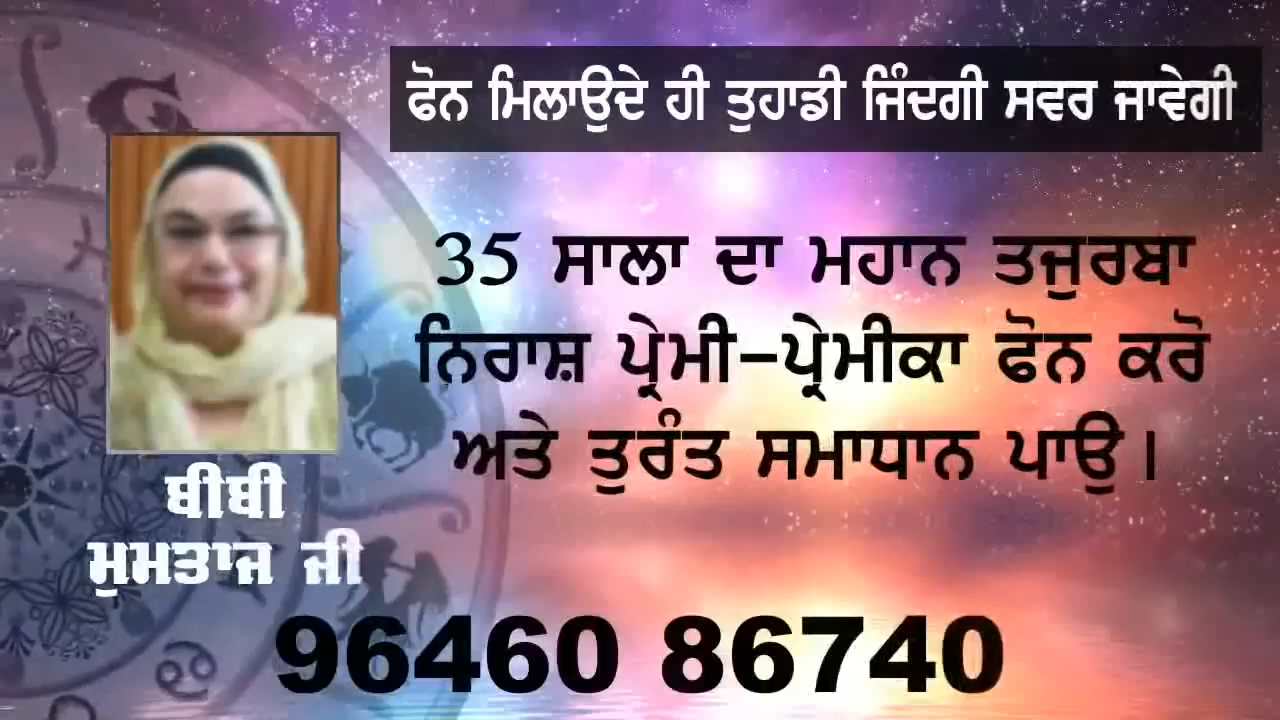 ਫੋਨ ਮਿਲਾਉਦੇ ਹੀ ਤੁਹਾਡੀ ਜਿੰਦਗੀ ਸਵਰ ਜਾਵੇਗੀ
35 ਸਾਲਾ ਦਾ ਮਹਾਨ ਤਜੁਰਬਾ
ਨਿਰਾਸ਼ ਪ੍ਰੇਮੀ-ਪ੍ਰੇਮੀਕਾ ਫੋਨ ਕਰੋ
ਅਤੇ ਤੁਰੰਤ ਸਮਾਧਾਨ ਪਾਉ।
ਬੀਬੀ
ਮੁਮਤਾਜ ਜੀ
96460 86740